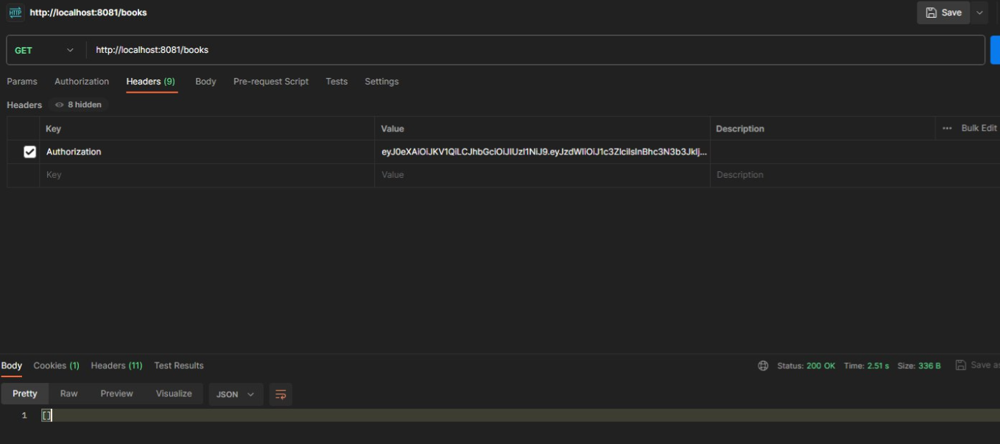 HTTP http://localhost:8081/books Save
GET http://localhost:8081/books
Params Authorization Headers (9) Body Pre-request Script Tests Settings
Headers 8 hidden
Key Value Description ••• Bulk Edit
Authorization
Key Value Description
Body Cookies (1) Headers (11) Test Results Status: 200 OK Time: 2.51 s Size: 336 B Save as
Pretty Raw Preview Visualize JSON
1 []